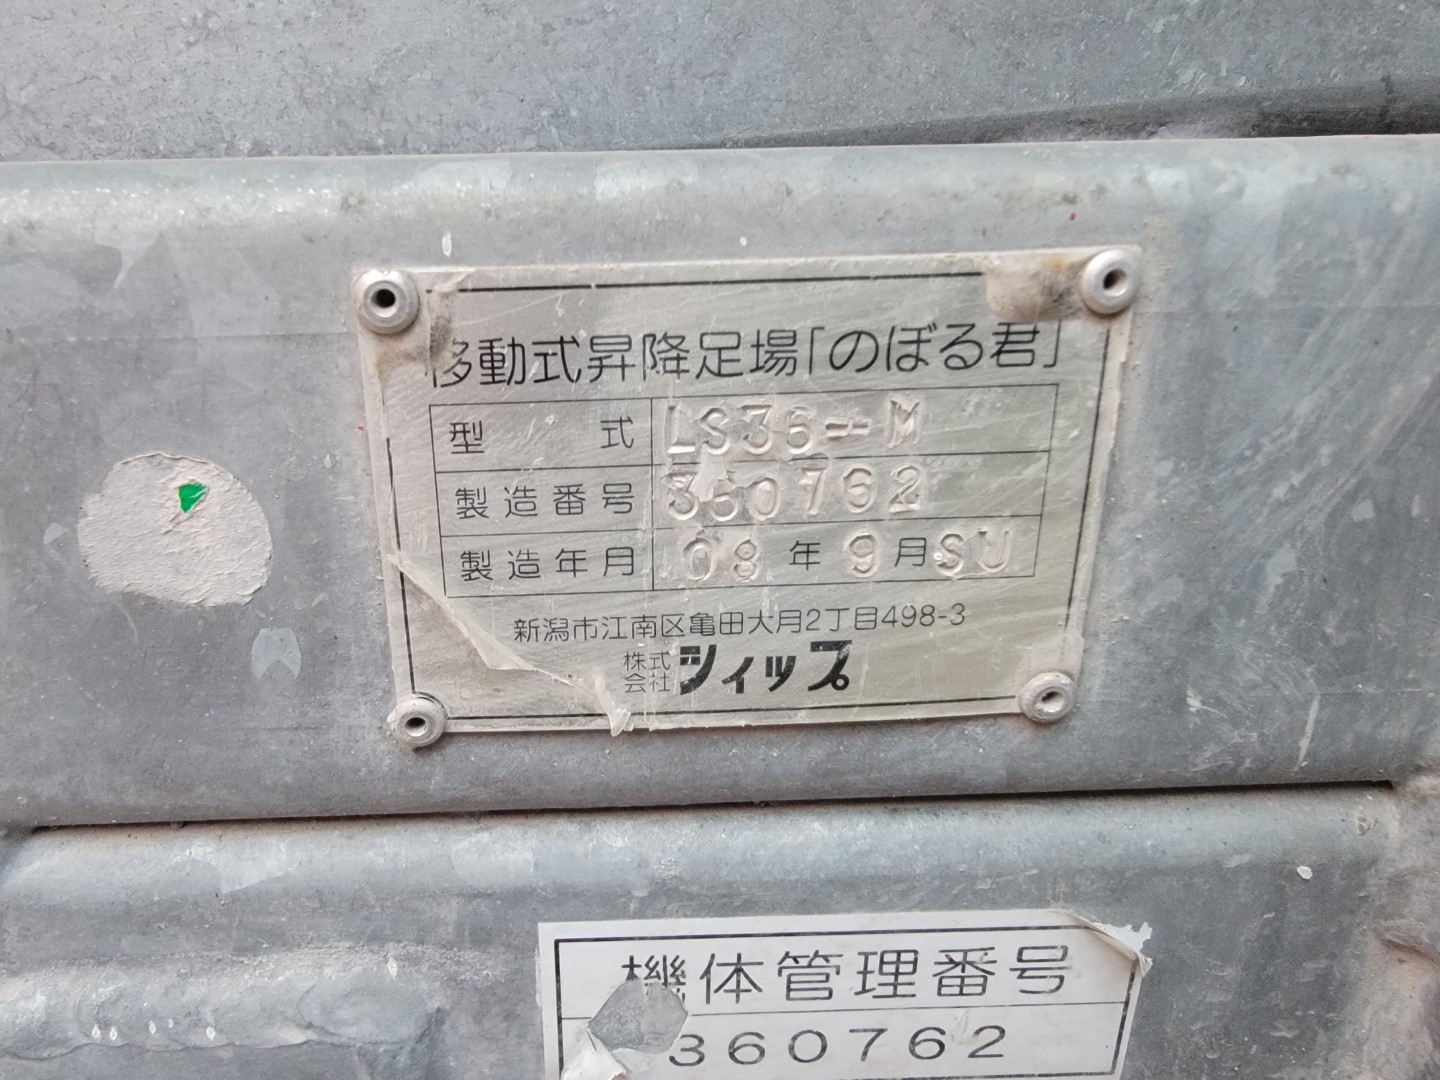 移動式昇降足場「のぼる君」
型式 LS36-M
製造番号 360762
製造年月 08年9月SU
新潟市江南区亀田大月2丁目498-3
株式会社シィップ
機体管理番号
360762